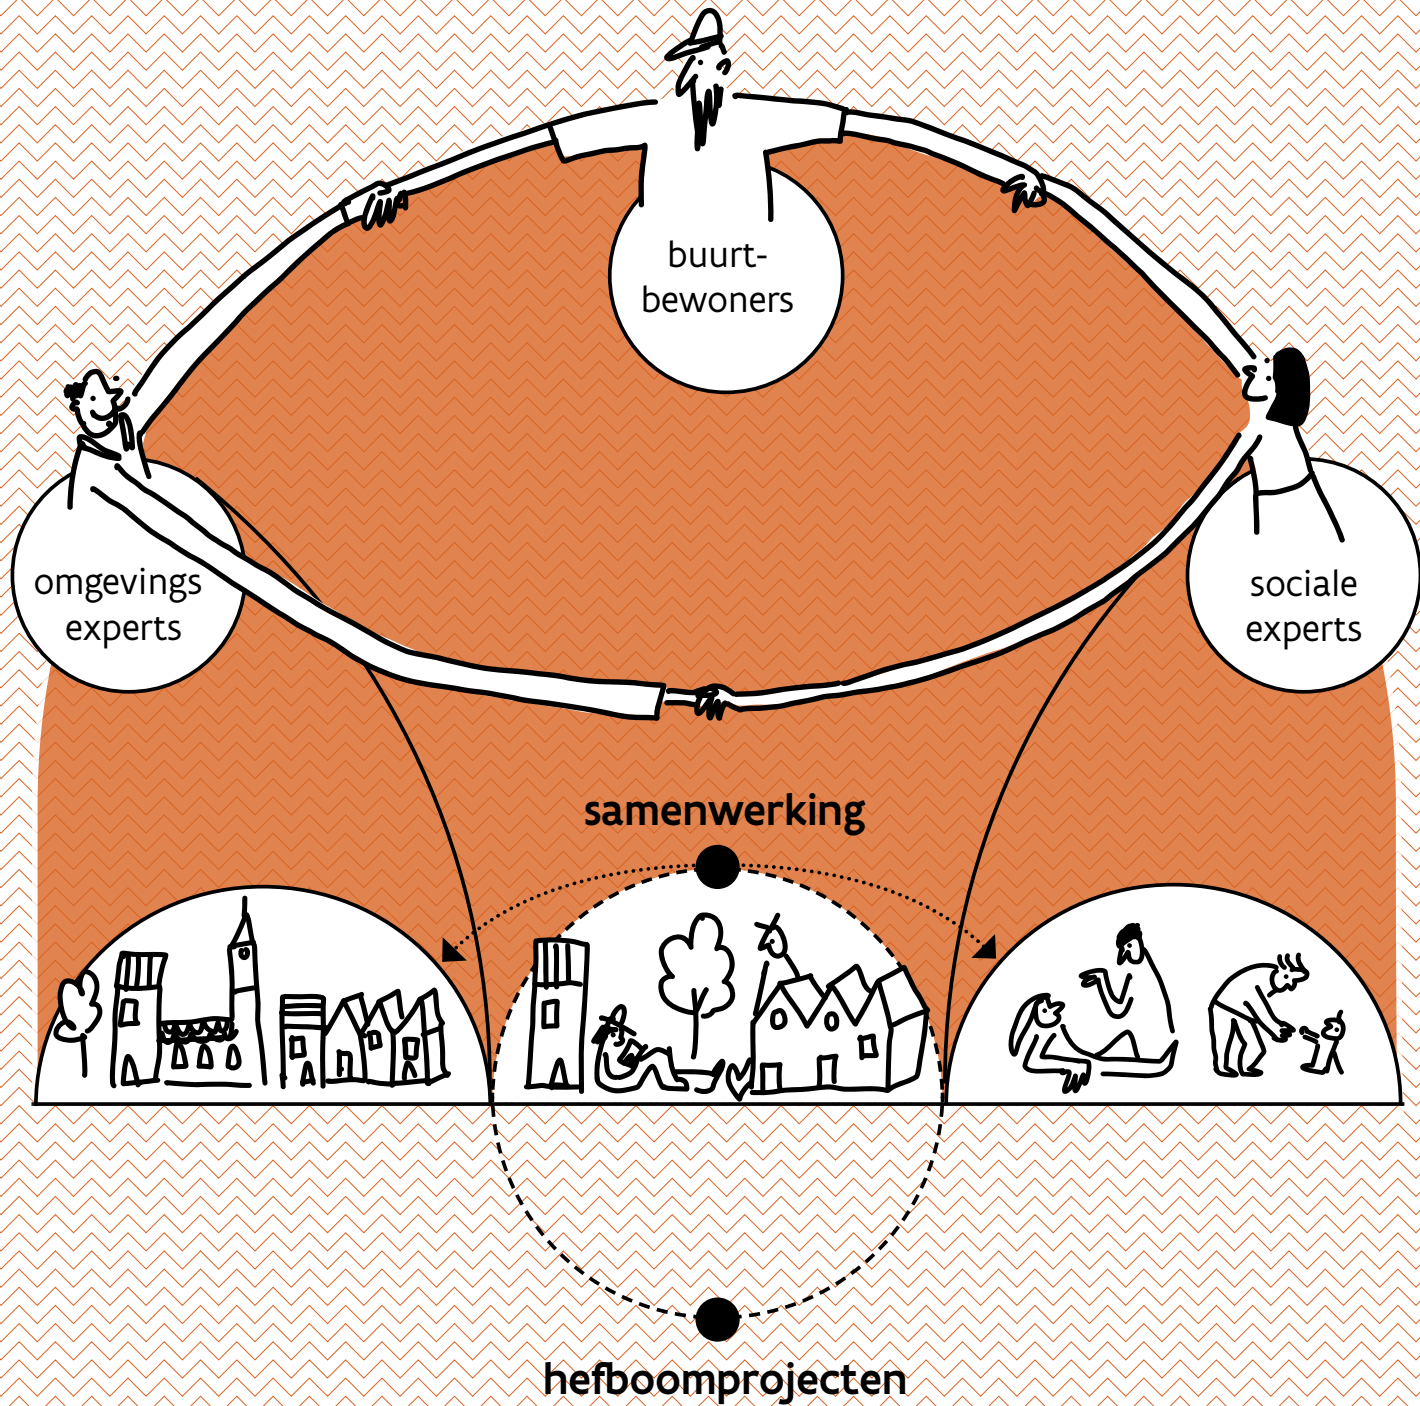 buurt-
bewoners
omgevings
experts
sociale
experts
samenwerking
hefboomprojecten